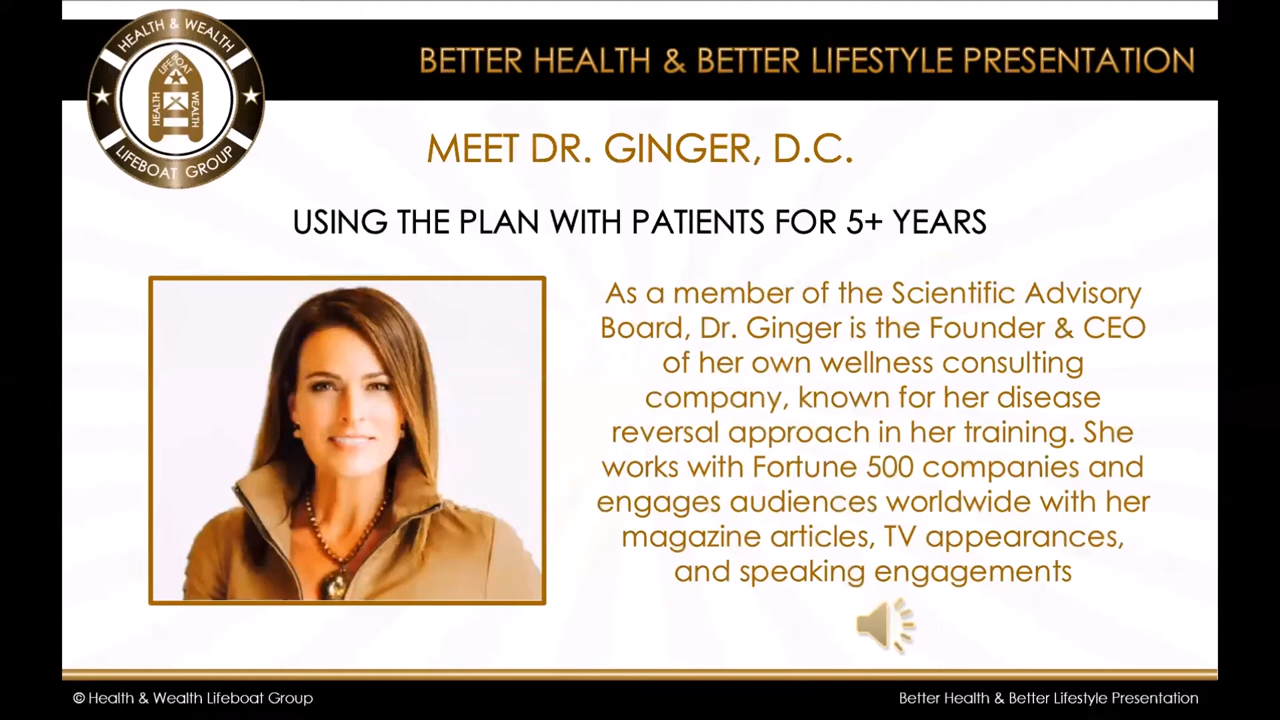 HEALTH & WEALTH
LIFEBOAT
HEALTH
WEALTH
LIFEBOAT GROUP
BETTER HEALTH & BETTER LIFESTYLE PRESENTATION
MEET DR. GINGER, D.C.
USING THE PLAN WITH PATIENTS FOR 5+ YEARS
As a member of the Scientific Advisory
Board, Dr. Ginger is the Founder & CEO
of her own wellness consulting
company, known for her disease
reversal approach in her training. She
works with Fortune 500 companies and
engages audiences worldwide with her
magazine articles, TV appearances,
and speaking engagements
© Health & Wealth Lifeboat Group
Better Health & Better Lifestyle Presentation